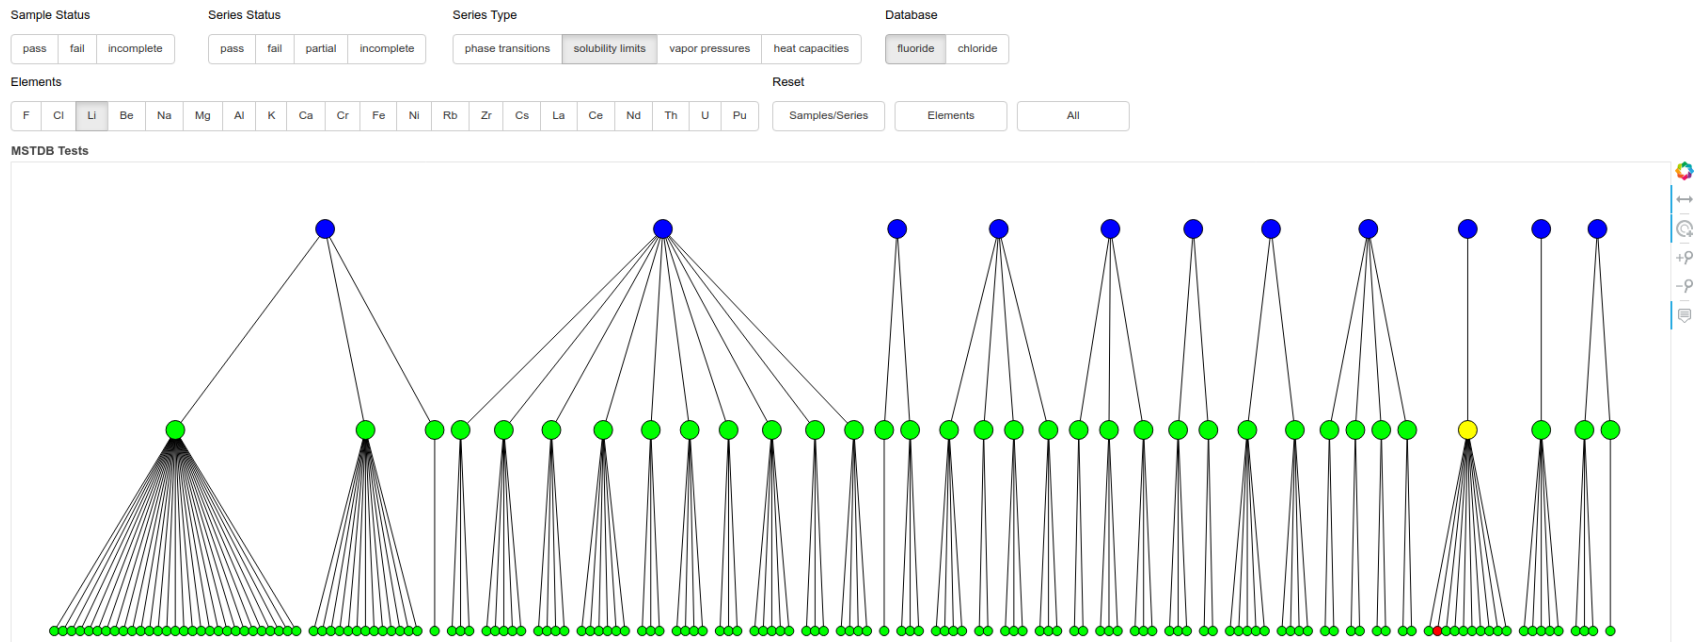 Sample Status Series Status Series Type Database
pass fail incomplete pass fail partial incomplete phase transitions solubility limits vapor pressures heat capacities fluoride chloride
Elements Reset
F Cl Li Be Na Mg Al K Ca Cr Fe Ni Rb Zr Cs La Ce Nd Th U Pu Samples/Series Elements All
MSTDB Tests